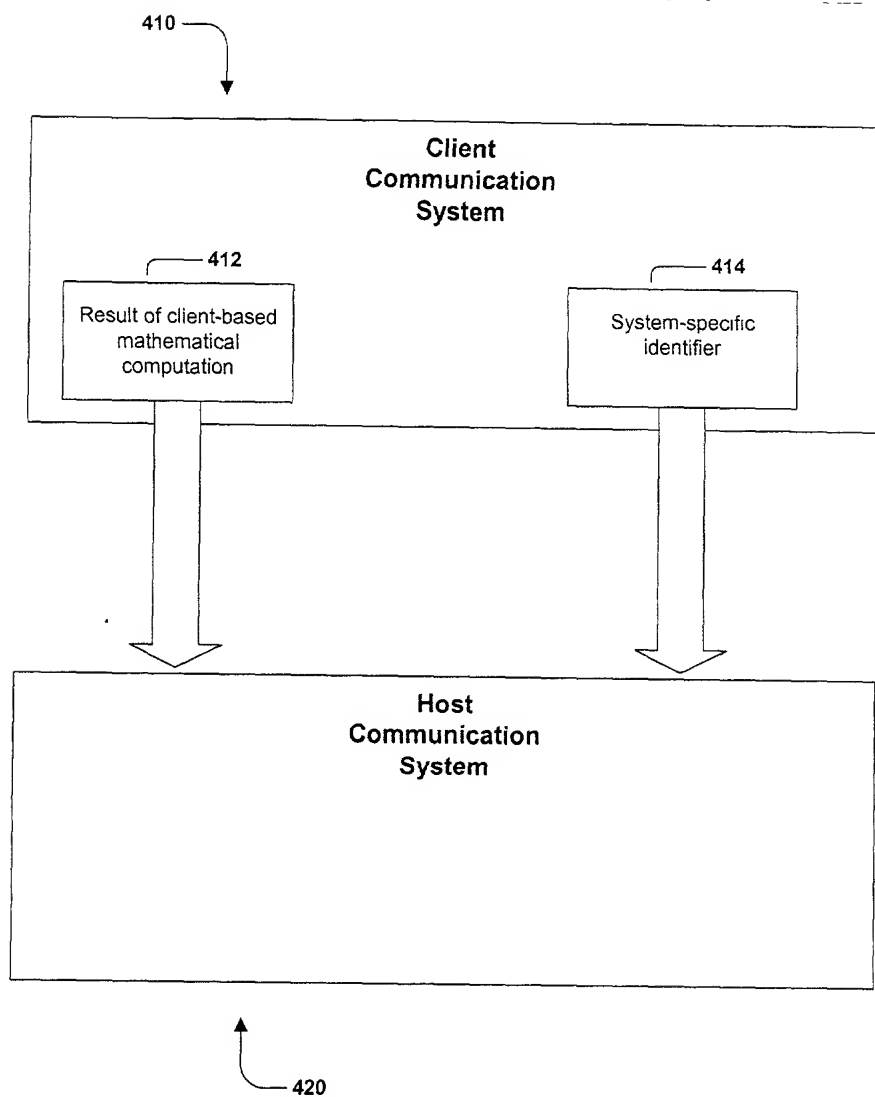 410
Client
Communication
System
412
414
Result of client-based
mathematical
computation
System-specific
identifier
Host
Communication
System
420